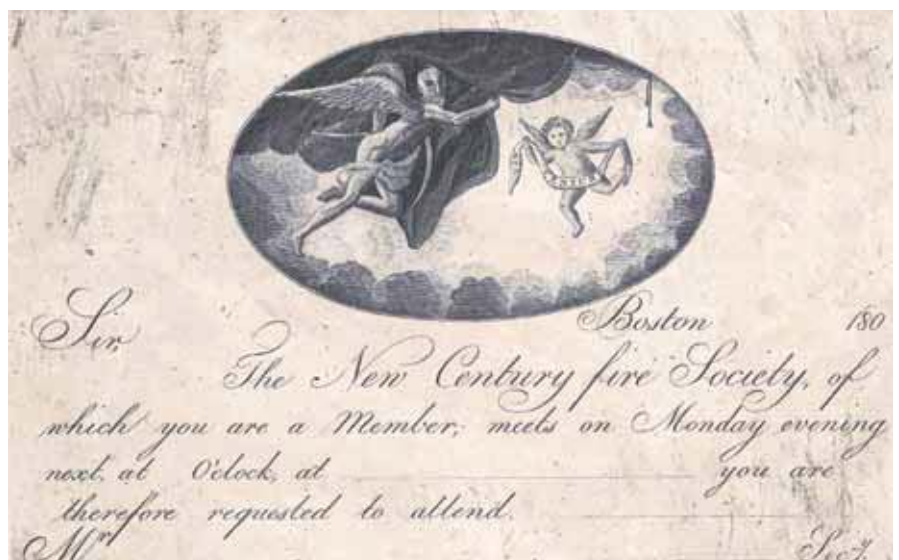 Boston 180
Sir,
The New Century fire Society, of
which you are a Member, meets on Monday evening
next, at O'clock, at you are
therefore requested to attend.
Mr. Sy.